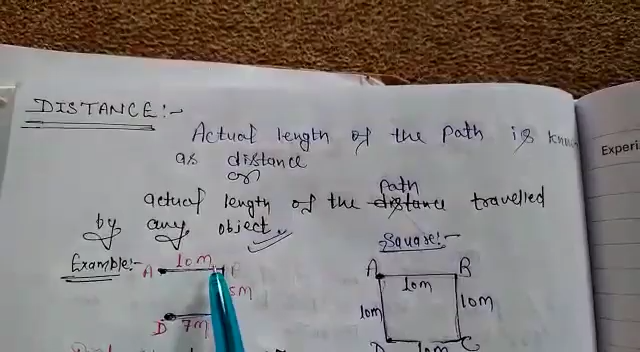 DISTANCE:-
Actual length of the path is
as distance
or
path
actual length of the distance travelled
by any object.
Example:-
Square:-
A 10m
5m
D 7m
A B
10m
10m 10m
D 10m C
Experi